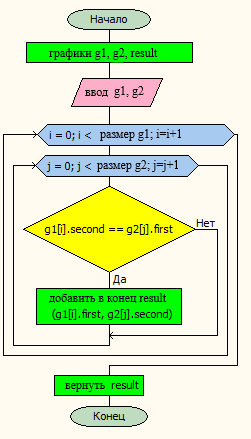 Начало
графики g1, g2, result
ввод g1, g2
i = 0; i < размер g1; i=i+1
j = 0; j < размер g2; j=j+1
g1[i].second == g2[j].first
Нет
Да
добавить в конец result
(g1[i].first, g2[j].second)
вернуть result
Конец